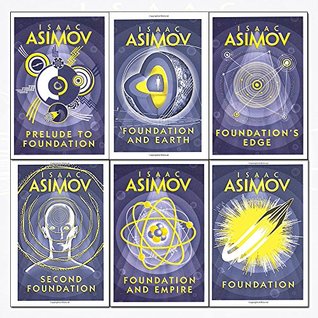 ISAAC
ASIMOV
PRELUDE TO
FOUNDATION
ISAAC
ASIMOV
FOUNDATION
AND EARTH
ISAAC
ASIMOV
FOUNDATION'S
EDGE
ISAAC
ASIMOV
SECOND
FOUNDATION
ISAAC
ASIMOV
FOUNDATION
AND EMPIRE
ISAAC
ASIMOV
FOUNDATION